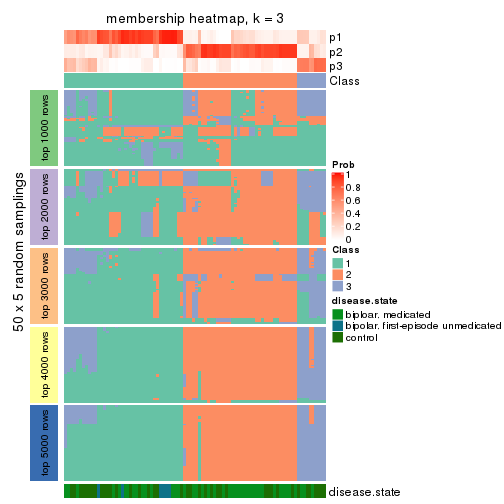 membership heatmap, k = 3
p1
p2
p3
Class
50 x 5 random samplings
top 1000 rows
top 2000 rows
top 3000 rows
top 4000 rows
top 5000 rows
Prob
1
0.8
0.6
0.4
0.2
0
Class
1
2
3
disease.state
biploar. medicated
bipolar, first-episode unmedicated
control
disease.state